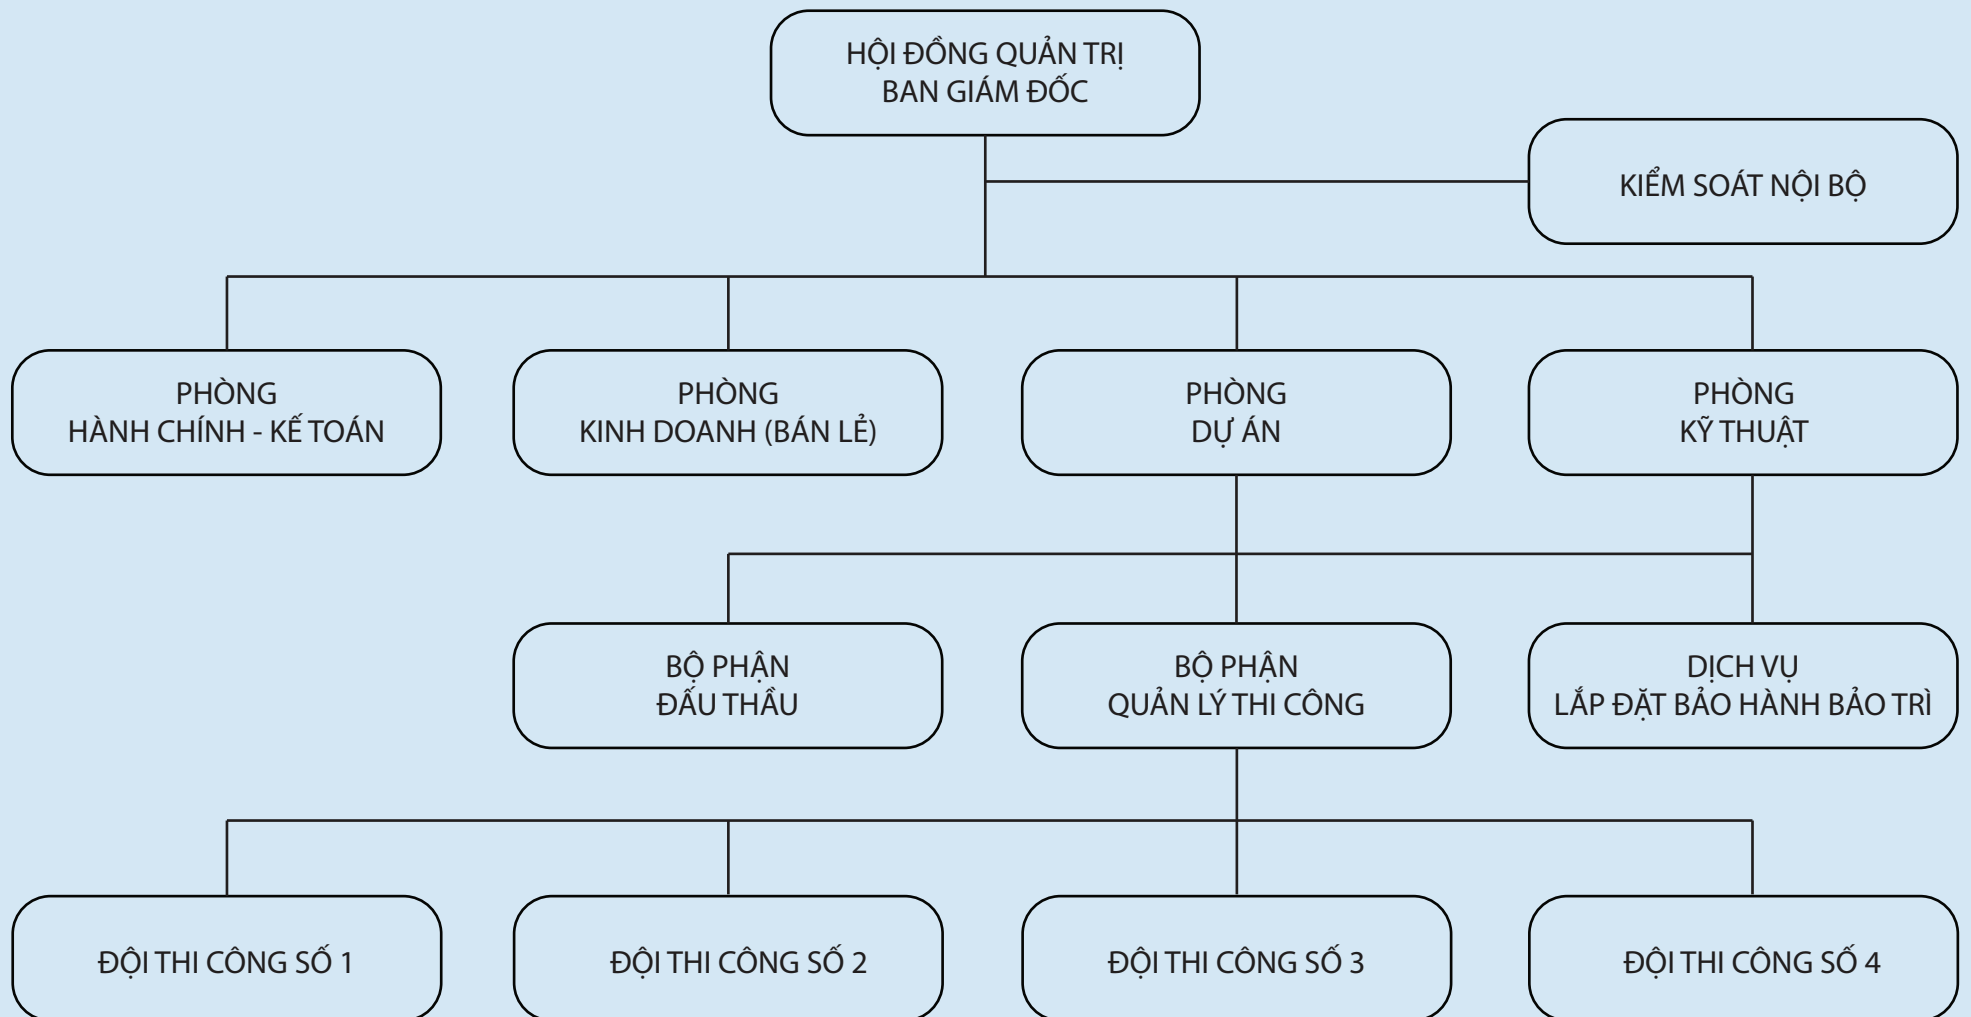 HỘI ĐỒNG QUẢN TRỊ
BAN GIÁM ĐỐC
KIỂM SOÁT NỘI BỘ
PHÒNG
HÀNH CHÍNH - KẾ TOÁN
PHÒNG
KINH DOANH (BÁN LẺ)
PHÒNG
DỰ ÁN
PHÒNG
KỸ THUẬT
BỘ PHẬN
ĐẤU THẦU
BỘ PHẬN
QUẢN LÝ THI CÔNG
DỊCH VỤ
LẮP ĐẶT BẢO HÀNH BẢO TRÌ
ĐỘI THI CÔNG SỐ 1
ĐỘI THI CÔNG SỐ 2
ĐỘI THI CÔNG SỐ 3
ĐỘI THI CÔNG SỐ 4